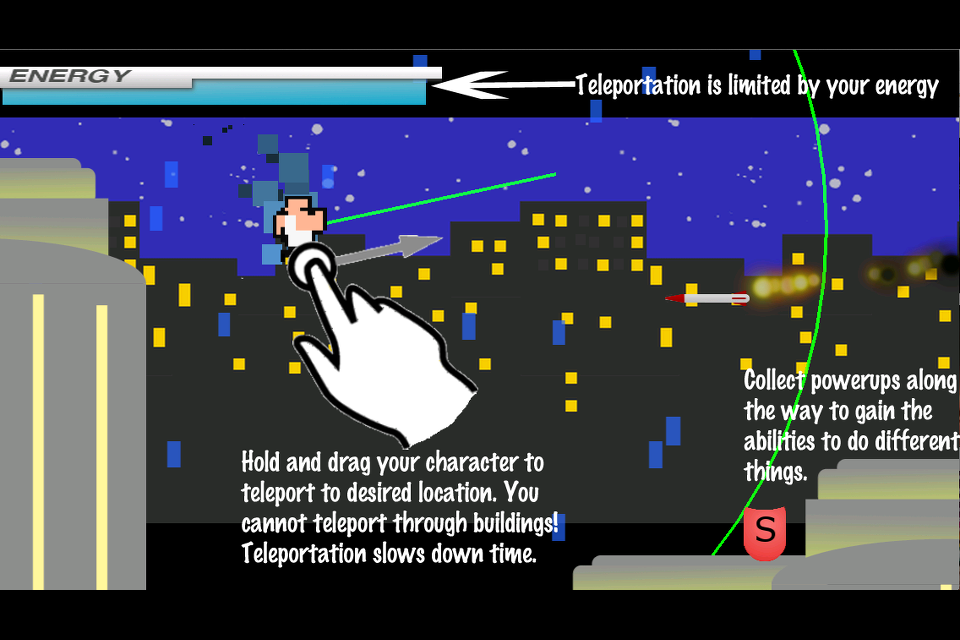 ENERGY
Teleportation is limited by your energy
Collect powerups along
the way to gain the
abilities to do different
things.
Hold and drag your character to
teleport to desired location. You
cannot teleport through buildings!
Teleportation slows down time.
S